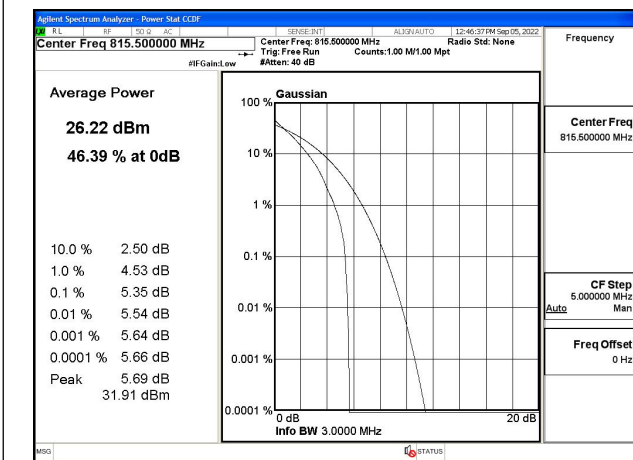 Agilent Spectrum Analyzer - Power Stat CCDF
LXI RL RF 50 Ω AC SENSE:INT ALIGN AUTO 12:46:37 PM Sep 05, 2022
Center Freq 815.500000 MHz
Center Freq: 815.500000 MHz Radio Std: None
Trig: Free Run Counts:1.00 M/1.00 Mpt
#IFGain:Low #Atten: 40 dB
Frequency
Average Power
26.22 dBm
46.39 % at 0dB
10.0 % 2.50 dB
1.0 % 4.53 dB
0.1 % 5.35 dB
0.01 % 5.54 dB
0.001 % 5.64 dB
0.0001 % 5.66 dB
Peak 5.69 dB
31.91 dBm
Gaussian
100 %
10 %
1 %
0.1 %
0.01 %
0.001 %
0.0001 %
0 dB 20 dB
Info BW 3.0000 MHz
Center Freq
815.500000 MHz
CF Step
5.000000 MHz
Auto Man
Freq Offset
0 Hz
MSG STATUS